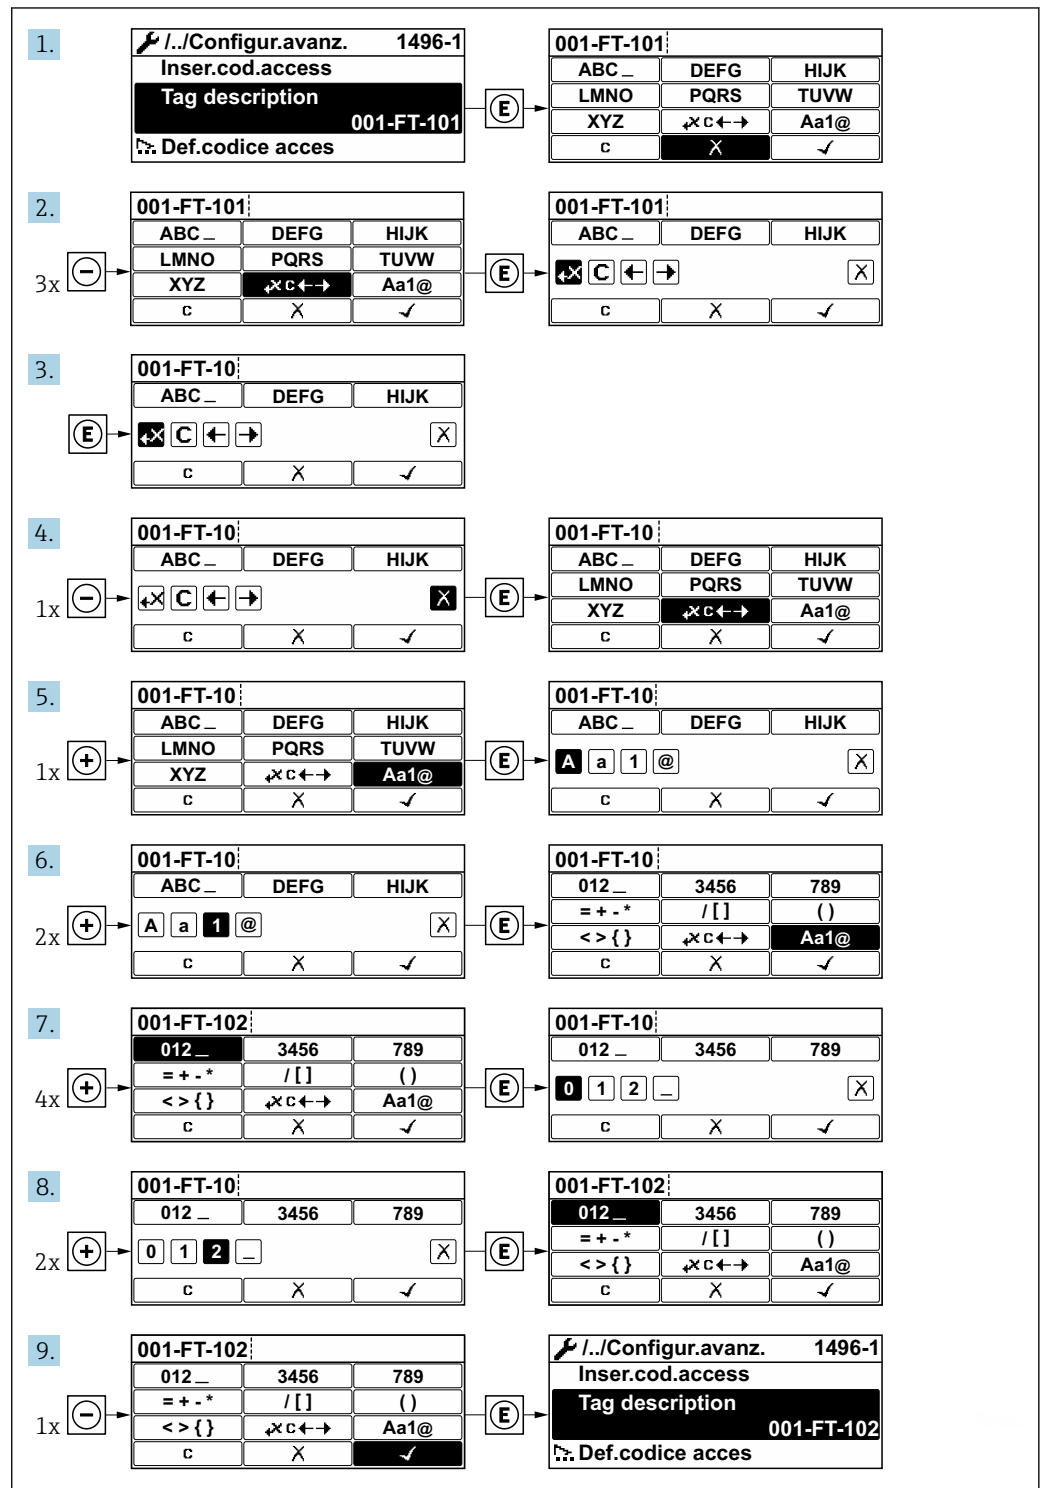 1.
/../Configur.avanz. 1496-1
Inser.cod.access
Tag description
001-FT-101
Def.codice acces
E
001-FT-101
ABC_ DEFG HIJK
LMNO PQRS TUVW
XYZ C←→ Aa1@
C X ✓
2.
3x
001-FT-101
ABC_ DEFG HIJK
LMNO PQRS TUVW
XYZ C←→ Aa1@
C X ✓
E
001-FT-101
ABC_ DEFG HIJK
C ← → X
C X ✓
3.
E
001-FT-10
ABC_ DEFG HIJK
C ← → X
C X ✓
4.
1x
001-FT-10
ABC_ DEFG HIJK
C ← → X
C X ✓
E
001-FT-10
ABC_ DEFG HIJK
LMNO PQRS TUVW
XYZ C←→ Aa1@
C X ✓
5.
1x
001-FT-10
ABC_ DEFG HIJK
LMNO PQRS TUVW
XYZ C←→ Aa1@
C X ✓
E
001-FT-10
ABC_ DEFG HIJK
A a 1 @ X
C X ✓
6.
2x
001-FT-10
ABC_ DEFG HIJK
A a 1 @ X
C X ✓
E
001-FT-10
012_ 3456 789
= + - * / [ ] ( )
< > { } C←→ Aa1@
C X ✓
7.
4x
001-FT-102
012_ 3456 789
= + - * / [ ] ( )
< > { } C←→ Aa1@
C X ✓
E
001-FT-10
012 _ 3456 789
0 1 2 _ X
C X ✓
8.
2x
001-FT-10
012 _ 3456 789
0 1 2 _ X
C X ✓
E
001-FT-102
012_ 3456 789
= + - * / [ ] ( )
< > { } C←→ Aa1@
C X ✓
9.
1x
001-FT-102
012_ 3456 789
= + - * / [ ] ( )
< > { } C←→ Aa1@
C X ✓
E
/../Configur.avanz. 1496-1
Inser.cod.access
Tag description
001-FT-102
Def.codice acces